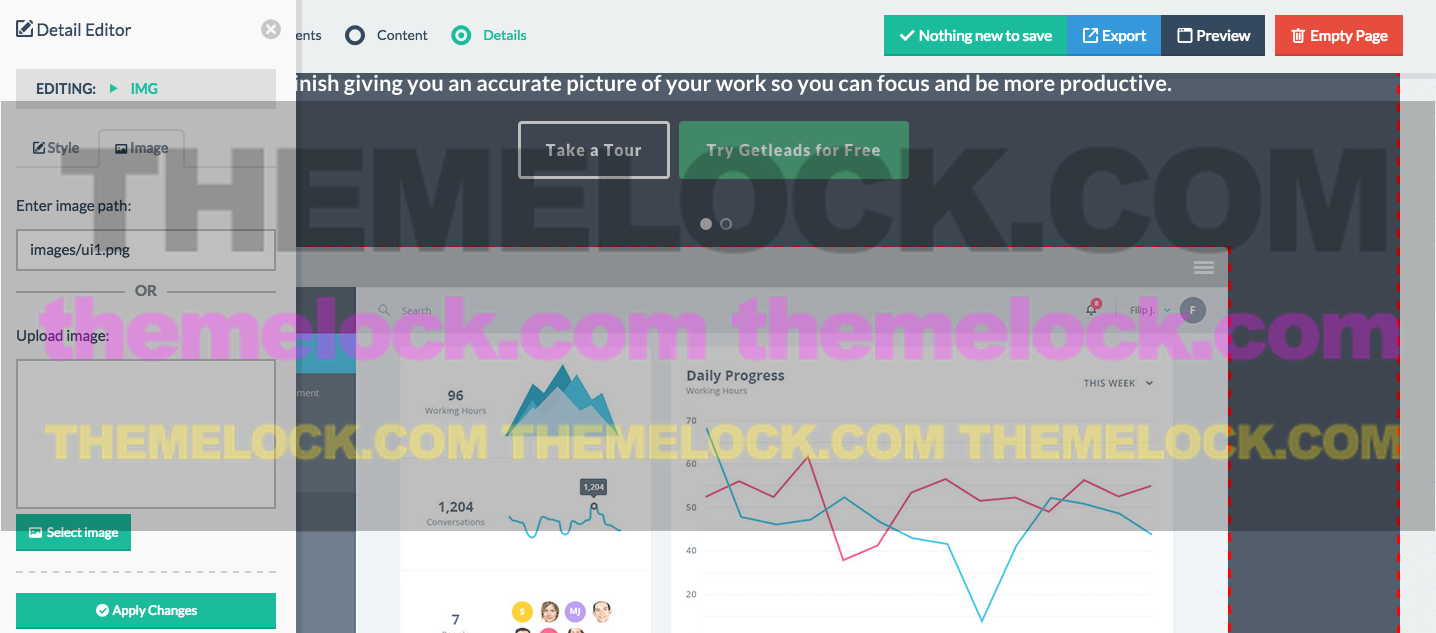 Detail Editor
ents Content Details
Nothing new to save Export Preview Empty Page
EDITING: IMG
inish giving you an accurate picture of your work so you can focus and be more productive.
Style Image
Take a Tour Try Getleads for Free
THEMELOCK.COM
Enter image path:
images/ui1.png
OR
Search 8 Filip J. F
themelock.com themelock.com
Upload image:
Daily Progress
Working Hours
THIS WEEK
96
Working Hours
ment
70
THEMELOCK.COM THEMELOCK.COM THEMELOCK.COM
60
1,204
1,204
Conversations
50
Select image
40
20
Apply Changes
7
S MJ